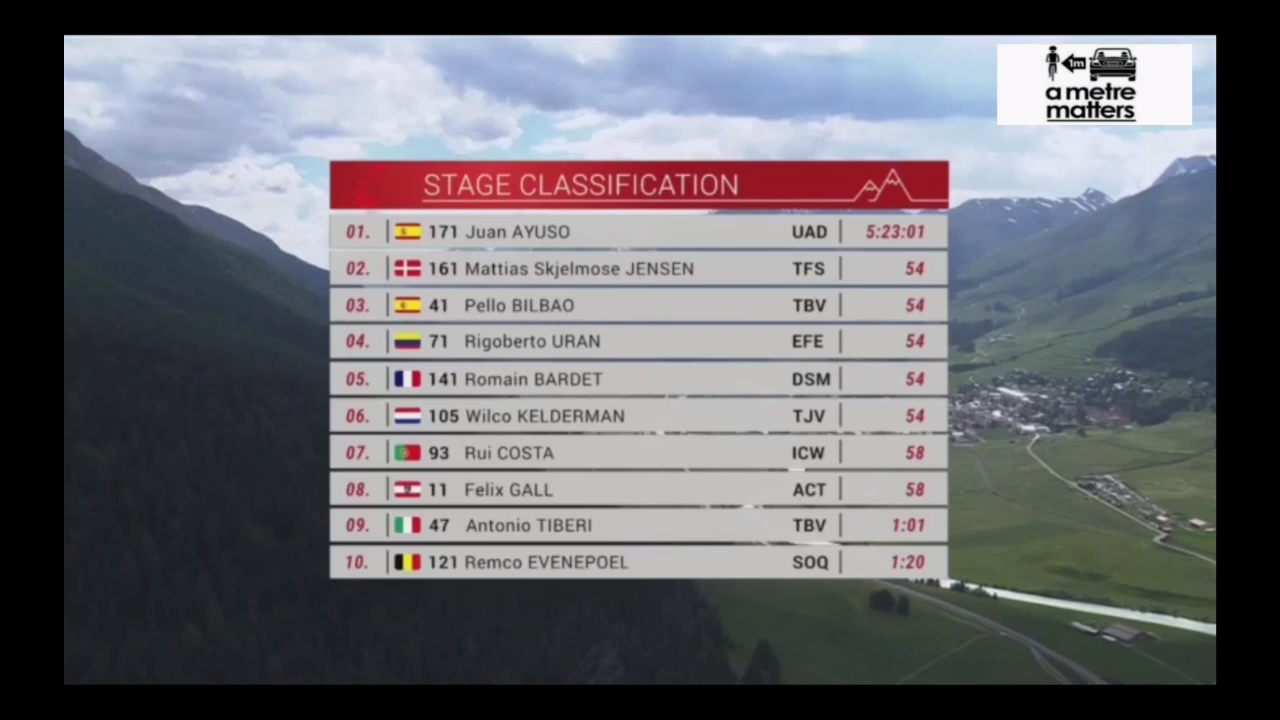 1m
a metre
matters
STAGE CLASSIFICATION
01. 171 Juan AYUSO UAD 5:23:01
02. 161 Mattias Skjelmose JENSEN TFS 54
03. 41 Pello BILBAO TBV 54
04. 71 Rigoberto URAN EFE 54
05. 141 Romain BARDET DSM 54
06. 105 Wilco KELDERMAN TJV 54
07. 93 Rui COSTA ICW 58
08. 11 Felix GALL ACT 58
09. 47 Antonio TIBERI TBV 1:01
10. 121 Remco EVENEPOEL SOQ 1:20